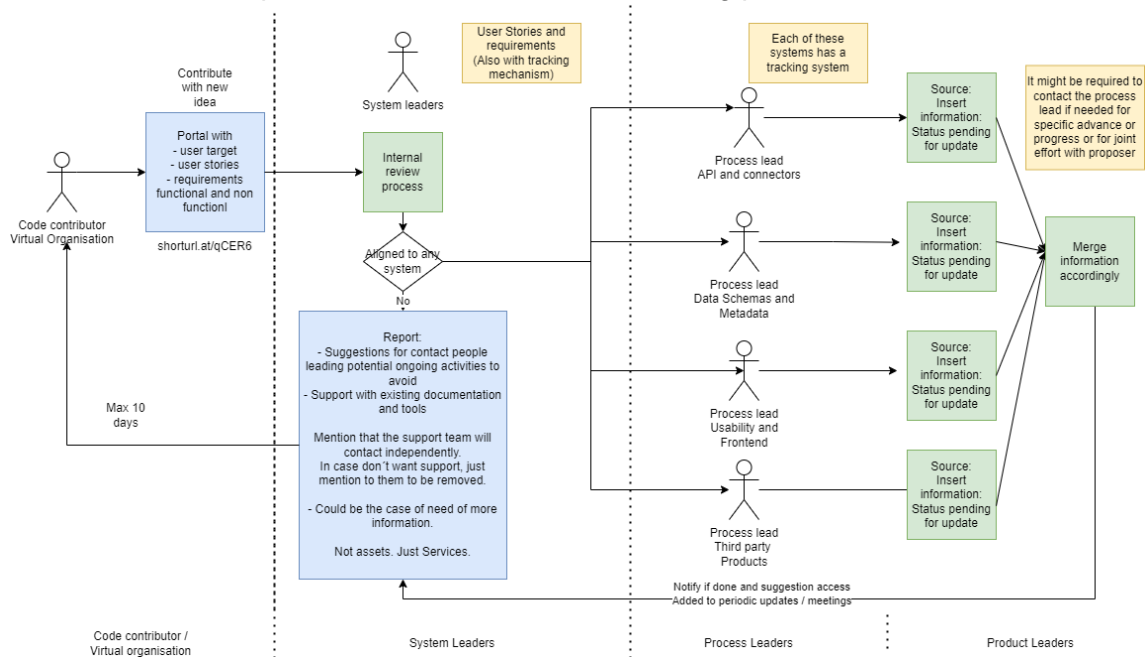 Contribute
with new
idea
Portal with
- user target
- user stories
- requirements
functional and non
functionl
shorturl.at/qCER6
Code contributor
Virtual Organisation
System leaders
User Stories and
requirements
(Also with tracking
mechanism)
Internal
review
process
Aligned to any
system
No
Report:
- Suggestions for contact people
leading potential ongoing activities to
avoid
- Support with existing documentation
and tools
Mention that the support team will
contact independently.
In case don´t want support, just
mention to them to be removed.
- Could be the case of need of more
information.
Not assets. Just Services.
Max 10
days
Each of these
systems has a
tracking system
Process lead
API and connectors
Process lead
Data Schemas and
Metadata
Process lead
Usability and
Frontend
Process lead
Third party
Products
Source:
Insert
information:
Status pending
for update
Source:
Insert
information:
Status pending
for update
Source:
Insert
information:
Status pending
for update
Source:
Insert
information:
Status pending
for update
It might be required to
contact the process
lead if needed for
specific advance or
progress or for joint
effort with proposer
Merge
information
accordingly
Notify if done and suggestion access
Added to periodic updates / meetings
Code contributor /
Virtual organisation
System Leaders
Process Leaders
Product Leaders